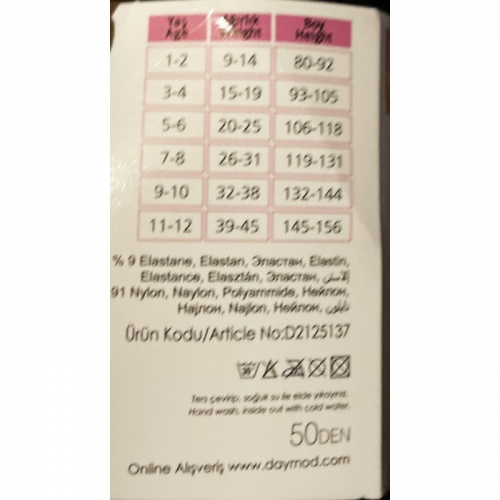 Yaş Ağırlık Boy
Age Weight Height
1-2 9-14 80-92
3-4 15-19 93-105
5-6 20-25 106-118
7-8 26-31 119-131
9-10 32-38 132-144
11-12 39-45 145-156
% 9 Elastane, Elastan, Эластан, Elastin,
Elastance, Elasztán, Эластан, الاستن
91 Nylon, Naylon, Polyammide, Нейлон,
Најлон, Najlon, Нейлон, نايلون
Ürün Kodu/Article No:D2125137
30
Ters çevirip, soğuk su ile elde yıkayınız.
Hand wash, inside out with cold water.
50DEN
Online Alışveriş www.daymod.com